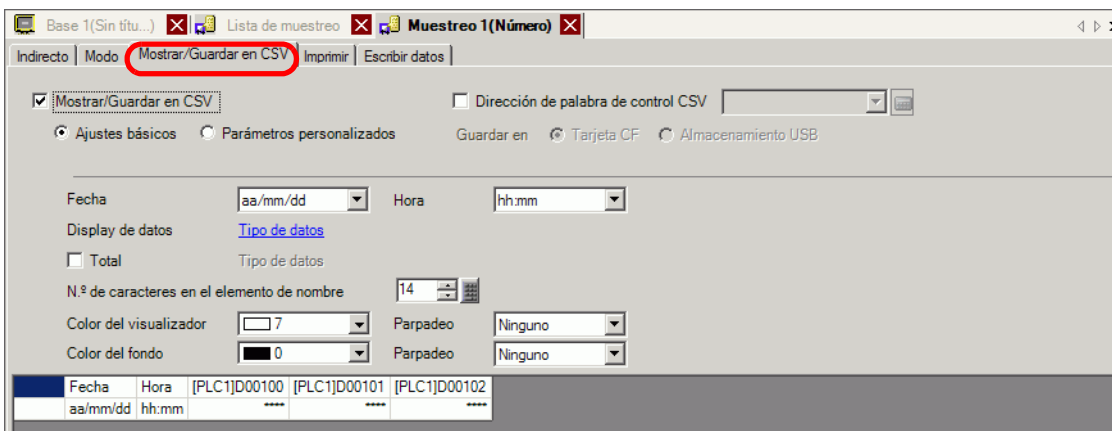 Base 1(Sin títu...) Lista de muestreo Muestreo 1(Número)
Indirecto Modo Mostrar/Guardar en CSV Imprimir Escribir datos
Mostrar/Guardar en CSV Dirección de palabra de control CSV
Ajustes básicos Parámetros personalizados Guardar en Tarjeta CF Almacenamiento USB
Fecha aa/mm/dd Hora hh:mm
Display de datos Tipo de datos
Total Tipo de datos
N.º de caracteres en el elemento de nombre 14
Color del visualizador 7 Parpadeo Ninguno
Color del fondo 0 Parpadeo Ninguno
Fecha Hora [PLC1]D00100 [PLC1]D00101 [PLC1]D00102
aa/mm/dd hh:mm **** **** ****